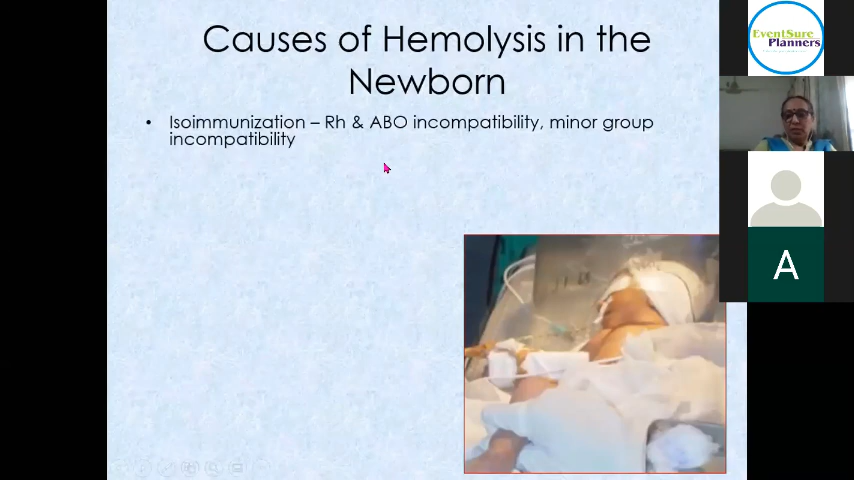 Causes of Hemolysis in the
Newborn
• Isoimmunization – Rh & ABO incompatibility, minor group
incompatibility
EventSure
Planners
A